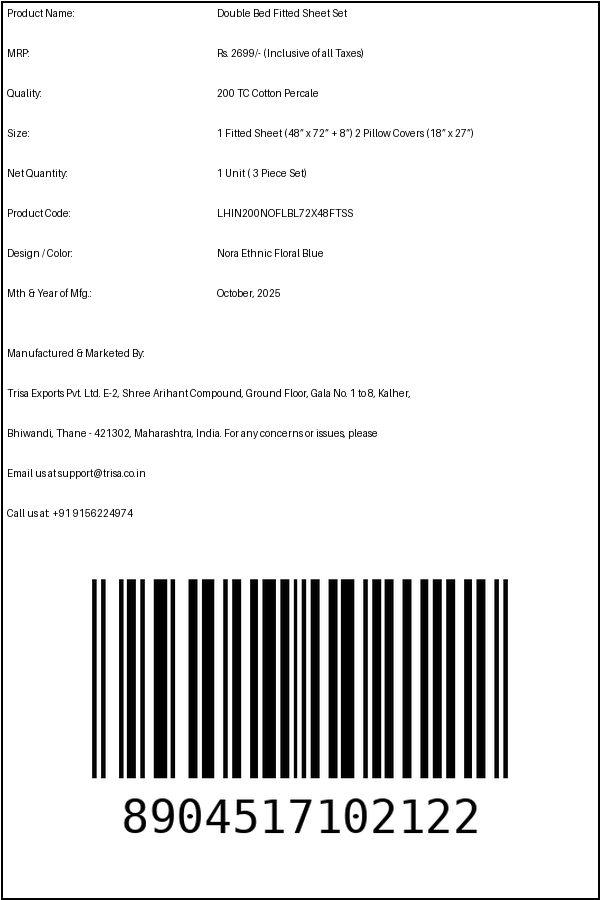 Product Name: Double Bed Fitted Sheet Set
MRP: Rs. 2699/- (Inclusive of all Taxes)
Quality: 200 TC Cotton Percale
Size: 1 Fitted Sheet (48” x 72” + 8”) 2 Pillow Covers (18” x 27”)
Net Quantity: 1 Unit ( 3 Piece Set)
Product Code: LHIN200NOFLBL72X48FTSS
Design / Color: Nora Ethnic Floral Blue
Mth & Year of Mfg.: October, 2025
Manufactured & Marketed By:
Trisa Exports Pvt. Ltd. E-2, Shree Arihant Compound, Ground Floor, Gala No. 1 to 8, Kalher,
Bhiwandi, Thane - 421302, Maharashtra, India. For any concerns or issues, please
Email us at support@trisa.co.in
Call us at: +91 9156224974
8904517102122